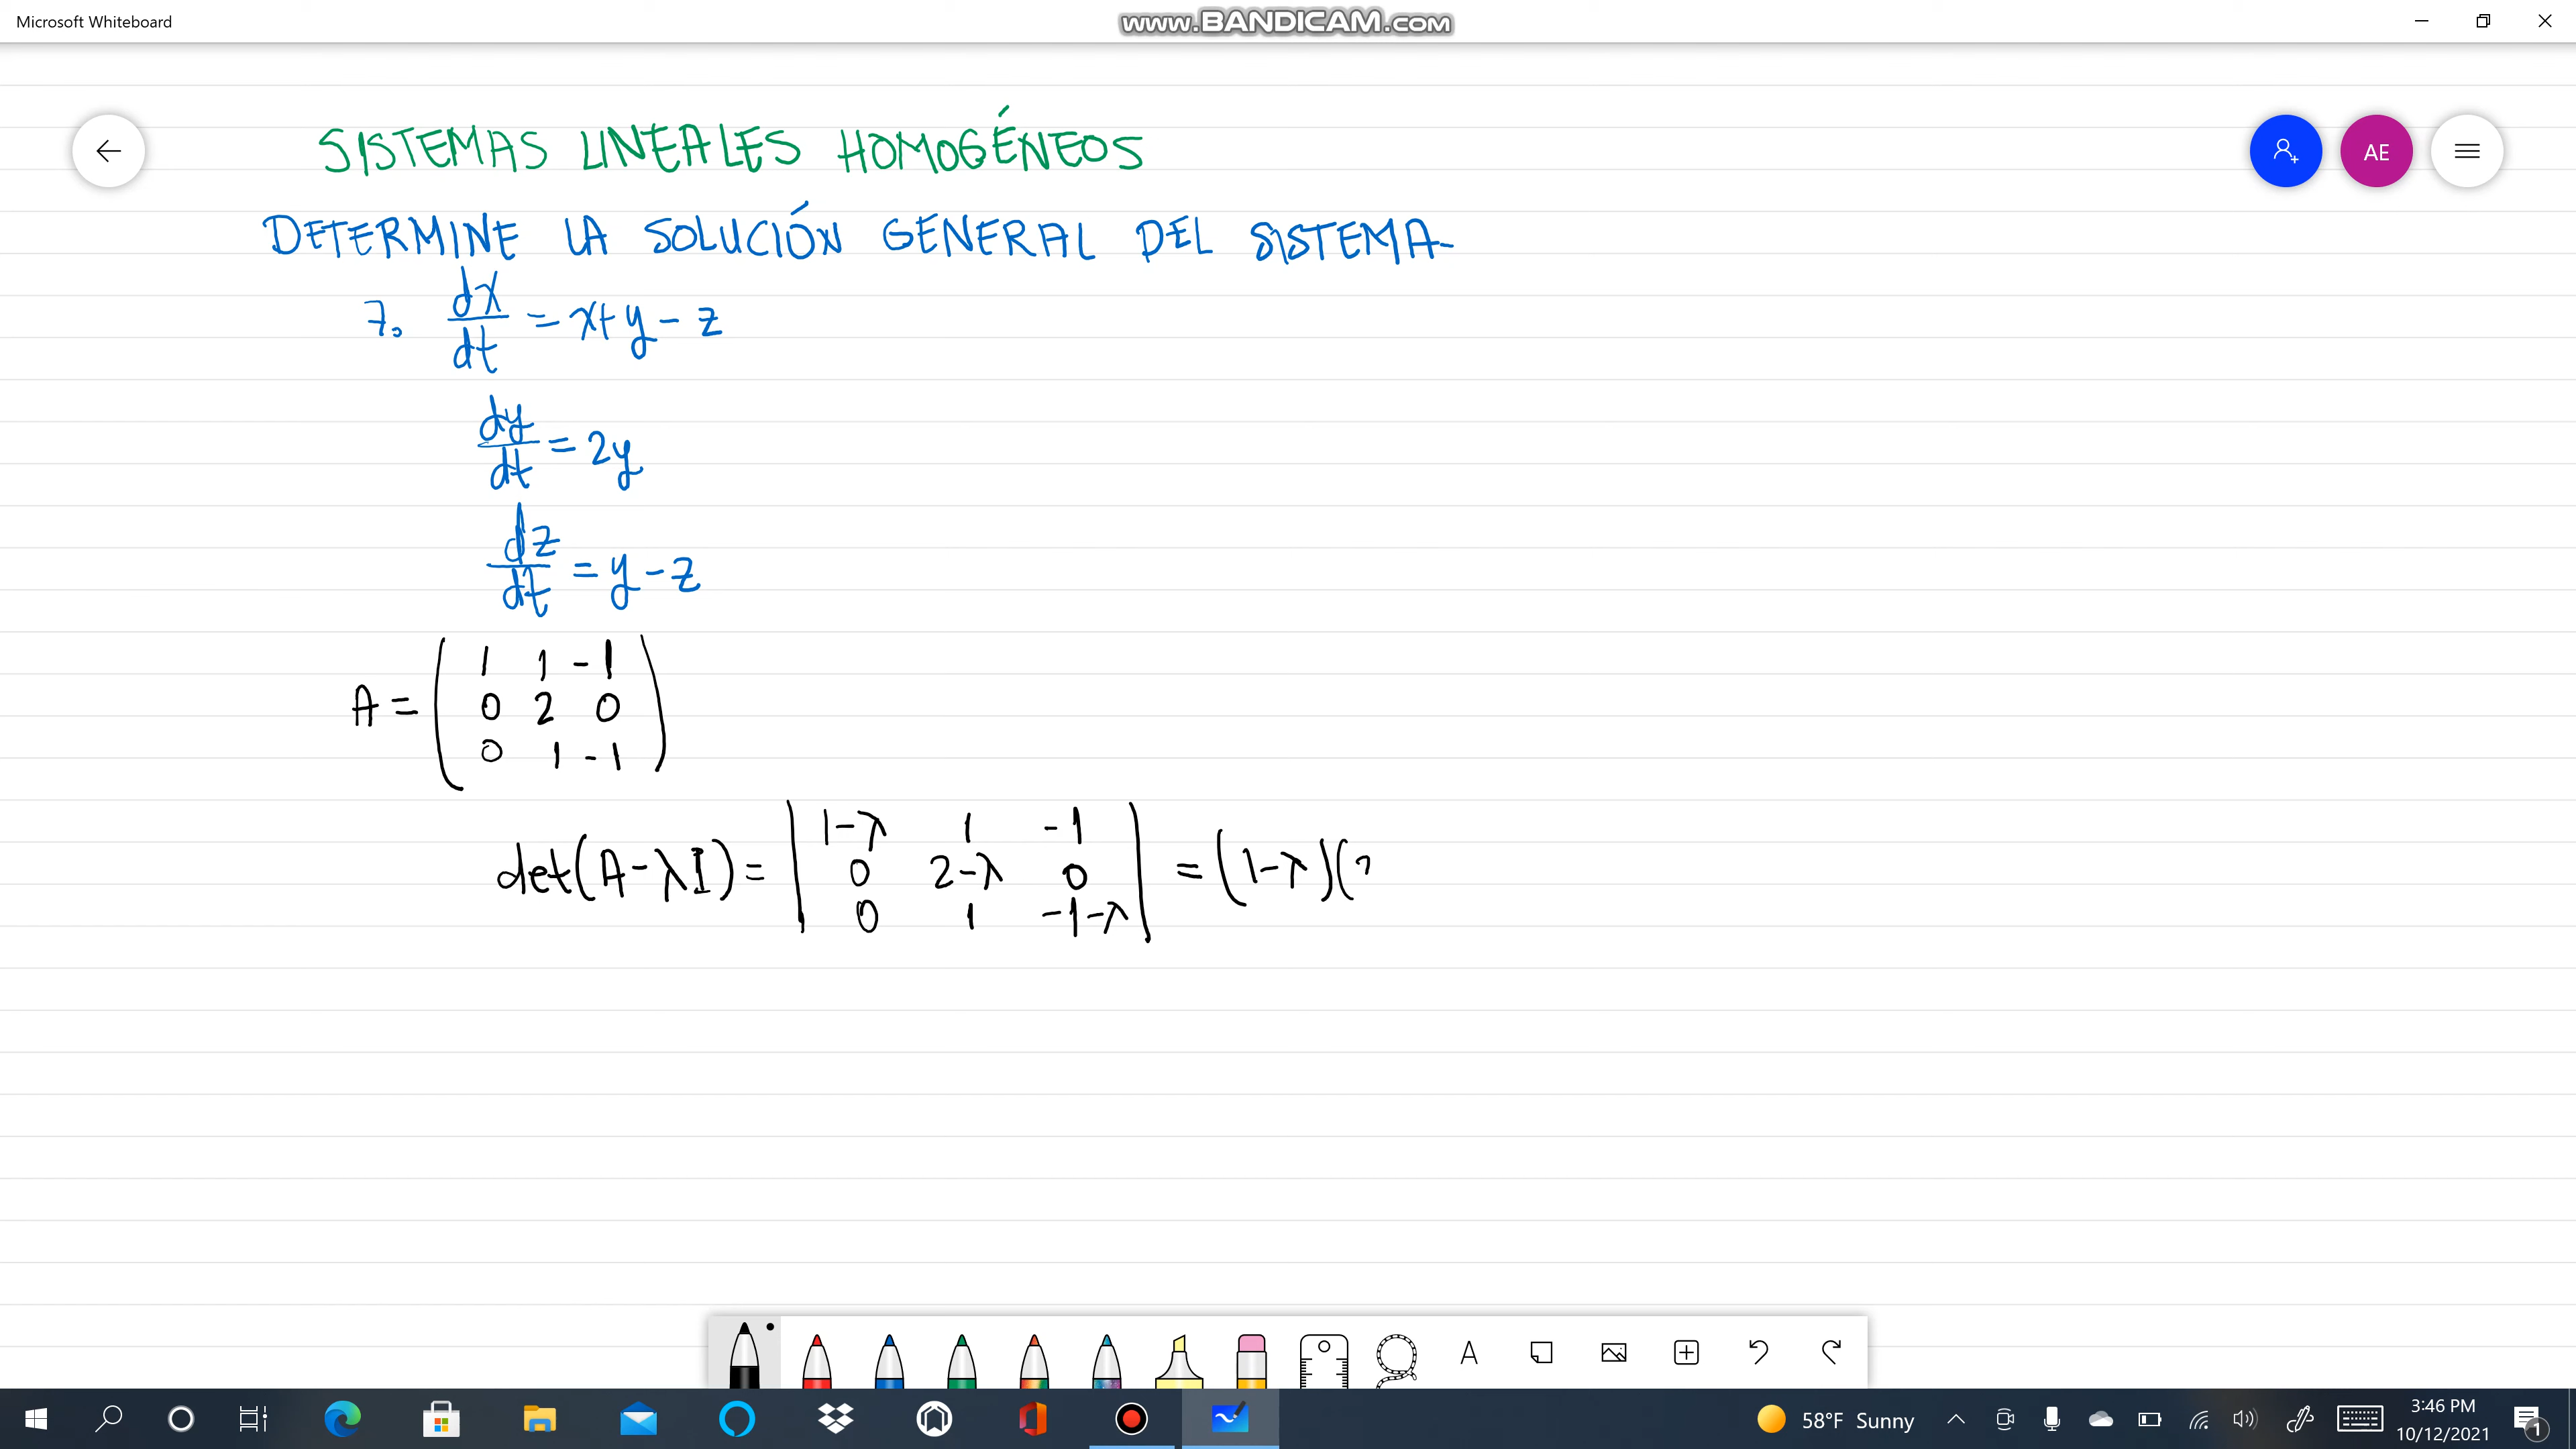 Microsoft Whiteboard
www.BANDICAM.com
SISTEMAS LINEALES HOMOGÉNEOS
AE
DETERMINE LA SOLUCIÓN GENERAL DEL SISTEMA-
7. dx/dt = x+y-z
dy/dt = 2y
dz/dt = y-z
A = ( 1 1 -1
0 2 0
0 1 -1 )
det(A-λI) = | 1-λ 1 -1
0 2-λ 0
0 1 -1-λ | = (1-λ)(
A
58°F Sunny
3:46 PM
10/12/2021
1